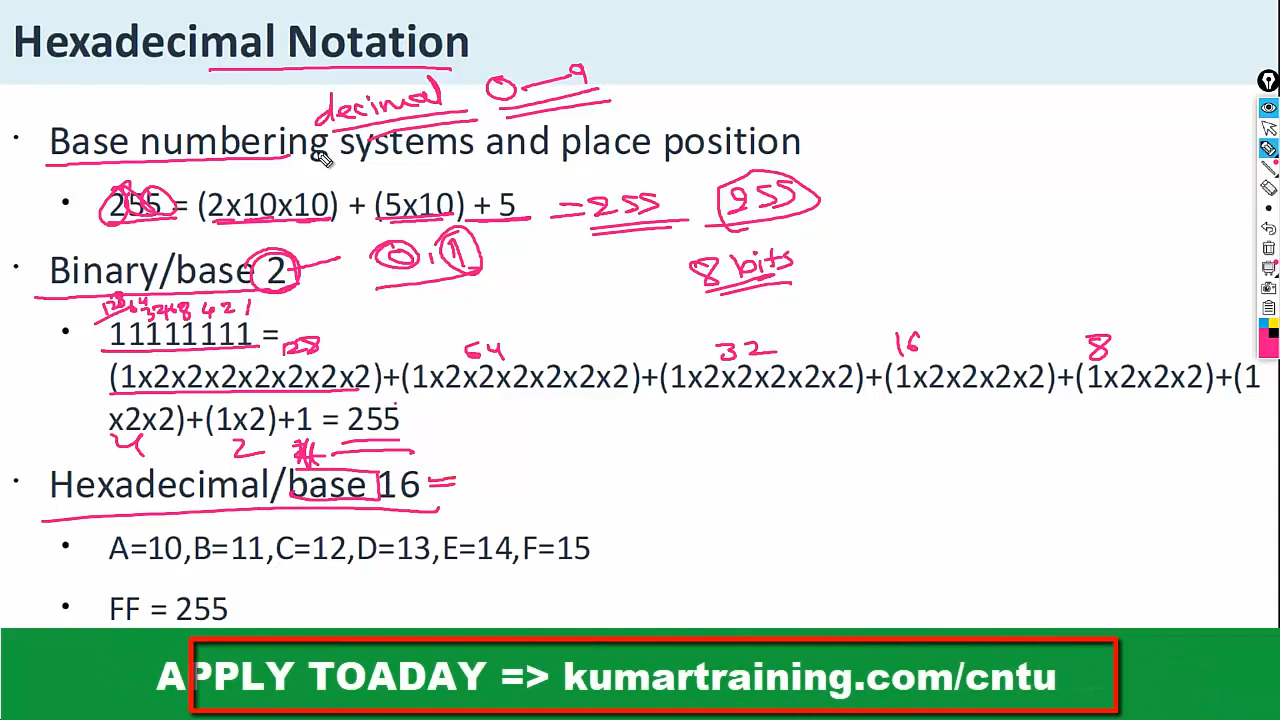 Hexadecimal Notation
decimal 0 — 9
• Base numbering systems and place position
• 255 = (2x10x10) + (5x10) + 5 = 255 255
• Binary/base 2 0, 1 8 bits
128 64 32 16 8 4 2 1
• 11111111 =
128 64 32 16 8
(1x2x2x2x2x2x2x2)+(1x2x2x2x2x2x2)+(1x2x2x2x2x2)+(1x2x2x2x2)+(1x2x2x2)+(1
x2x2)+(1x2)+1 = 255
4 2
• Hexadecimal/base 16 =
• A=10,B=11,C=12,D=13,E=14,F=15
• FF = 255
APPLY TOADAY => kumartraining.com/cntu